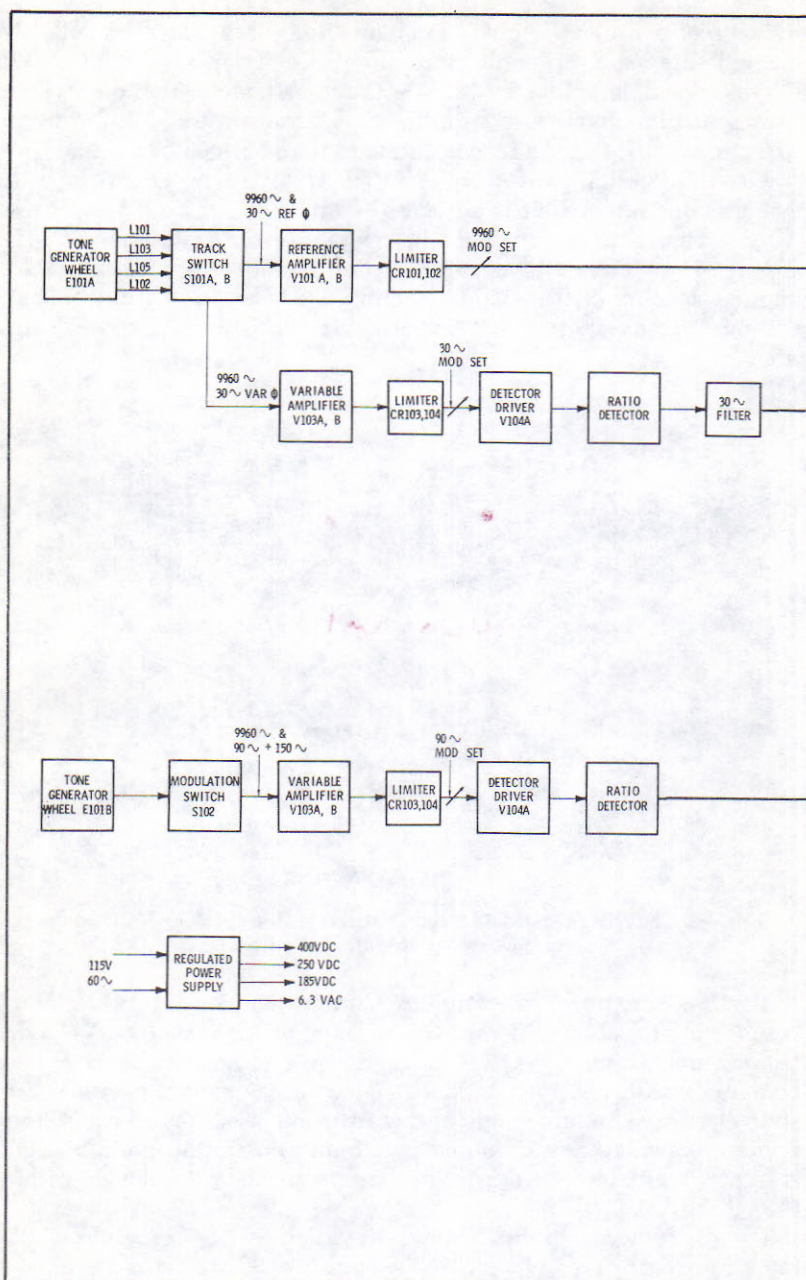 9960 ~ &
30 ~ REF ϕ
9960 ~
MOD SET
TONE
GENERATOR
WHEEL
E101A
L101
L103
L105
L102
TRACK
SWITCH
S101A, B
REFERENCE
AMPLIFIER
V101 A, B
LIMITER
CR101,102
9960 ~
30 ~ VAR ϕ
VARIABLE
AMPLIFIER
V103A, B
LIMITER
CR103,104
30 ~
MOD SET
DETECTOR
DRIVER
V104A
RATIO
DETECTOR
30 ~
FILTER
TONE
GENERATOR
WHEEL E101B
MODULATION
SWITCH
S102
9960 ~ &
90 ~ + 150 ~
VARIABLE
AMPLIFIER
V103A, B
LIMITER
CR103,104
90 ~
MOD SET
DETECTOR
DRIVER
V104A
RATIO
DETECTOR
115V
60 ~
REGULATED
POWER
SUPPLY
400VDC
250 VDC
185VDC
6.3 VAC